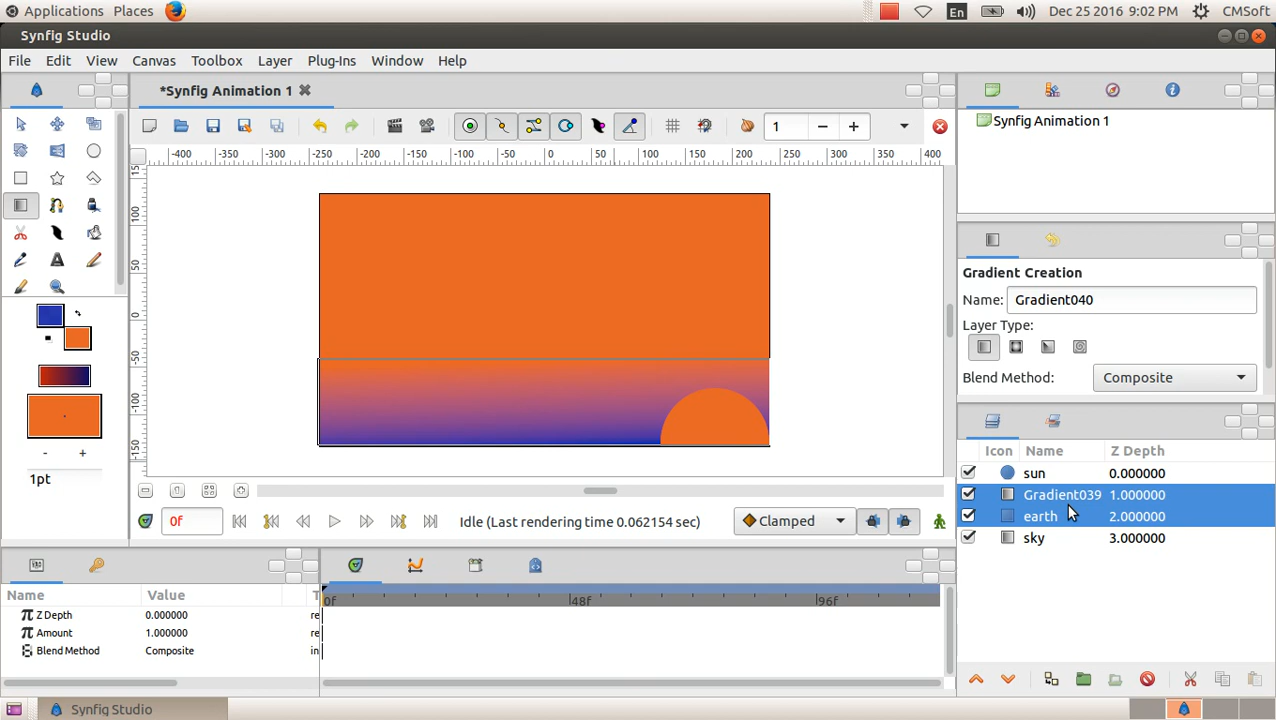 Applications Places En Dec 25 2016 9:02 PM CMSoft
Synfig Studio
File Edit View Canvas Toolbox Layer Plug-Ins Window Help
*Synfig Animation 1
1
Synfig Animation 1
-400 -350 -300 -250 -200 -150 -100 -50 0 50 100 150 200 250 300 350 400
100
50
0
-50
-100
-150
Gradient Creation
Name: Gradient040
Layer Type:
Blend Method: Composite
Icon Name Z Depth
sun 0.000000
Gradient039 1.000000
earth 2.000000
sky 3.000000
- +
1pt
0f Idle (Last rendering time 0.062154 sec) Clamped
Name Value T
Z Depth 0.000000 re
Amount 1.000000 re
Blend Method Composite in
0f 48f 96f
Synfig Studio